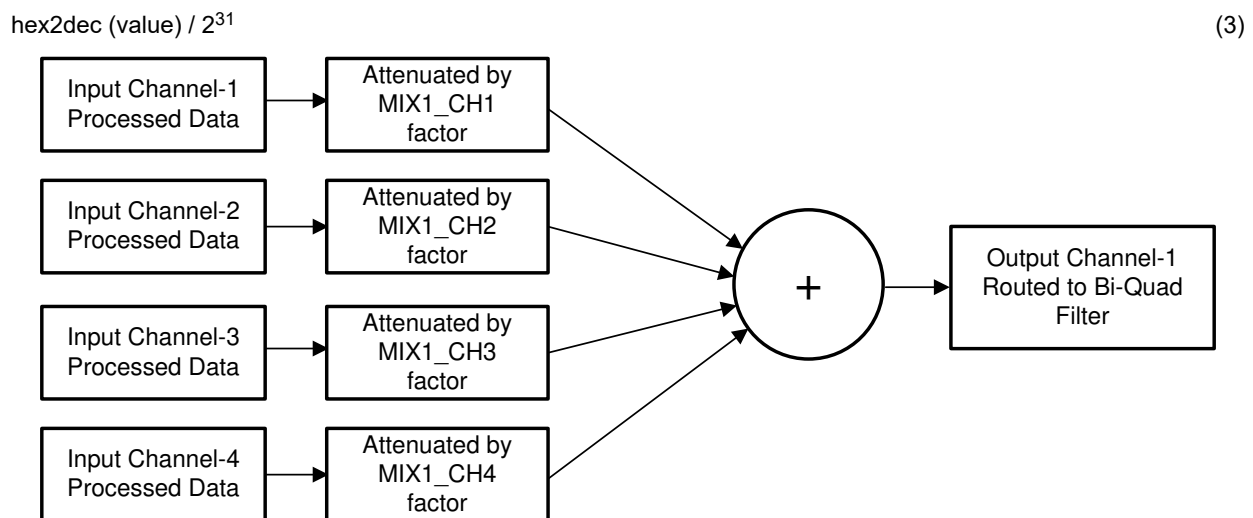 hex2dec (value) / 2³¹ (3)
Input Channel-1
Processed Data
Attenuated by
MIX1_CH1
factor
Input Channel-2
Processed Data
Attenuated by
MIX1_CH2
factor
Input Channel-3
Processed Data
Attenuated by
MIX1_CH3
factor
Input Channel-4
Processed Data
Attenuated by
MIX1_CH4
factor
+
Output Channel-1
Routed to Bi-Quad
Filter